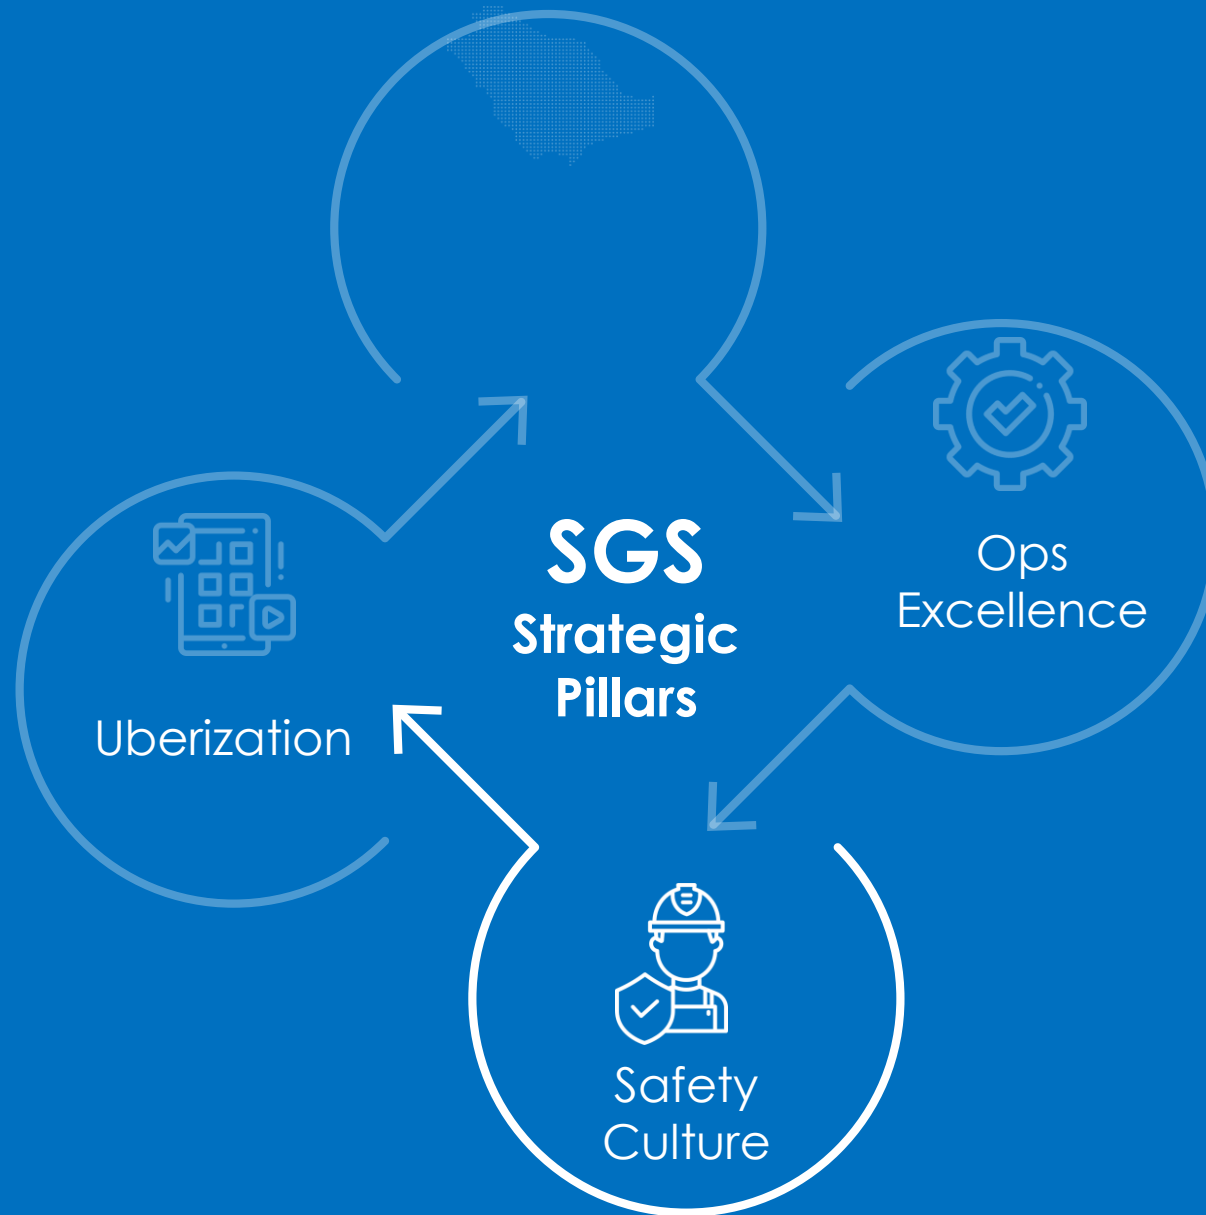 SGS
Strategic
Pillars
Ops
Excellence
Uberization
Safety
Culture